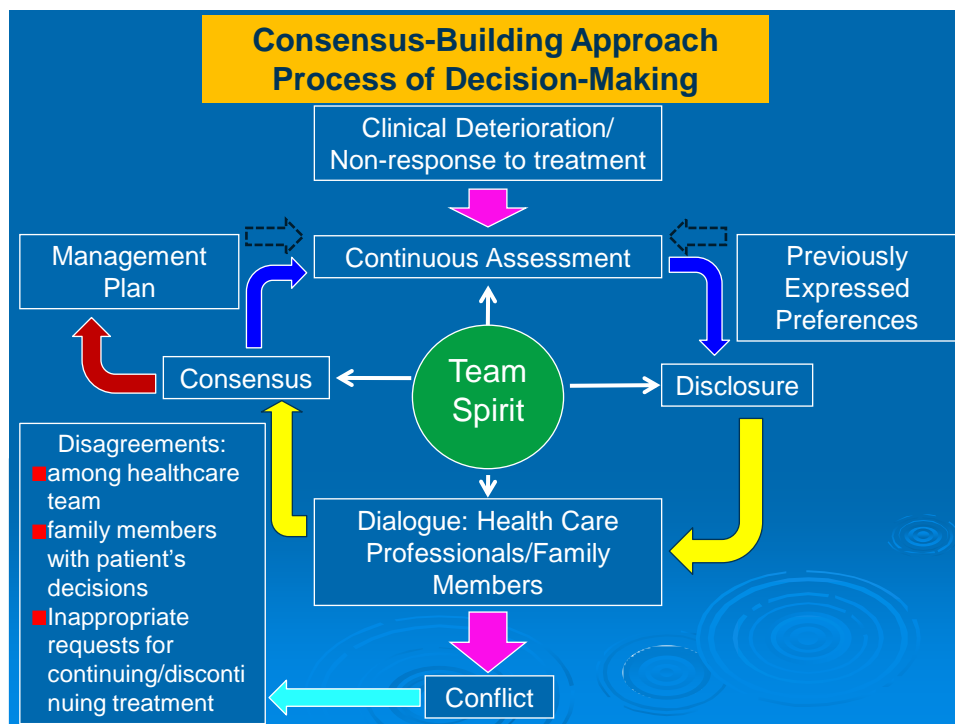 Consensus-Building Approach
Process of Decision-Making
Clinical Deterioration/
Non-response to treatment
Management
Plan
Continuous Assessment
Previously
Expressed
Preferences
Team
Spirit
Consensus
Disclosure
Disagreements:
among healthcare
team
family members
with patient’s
decisions
Inappropriate
requests for
continuing/disconti
nuing treatment
Dialogue: Health Care
Professionals/Family
Members
Conflict